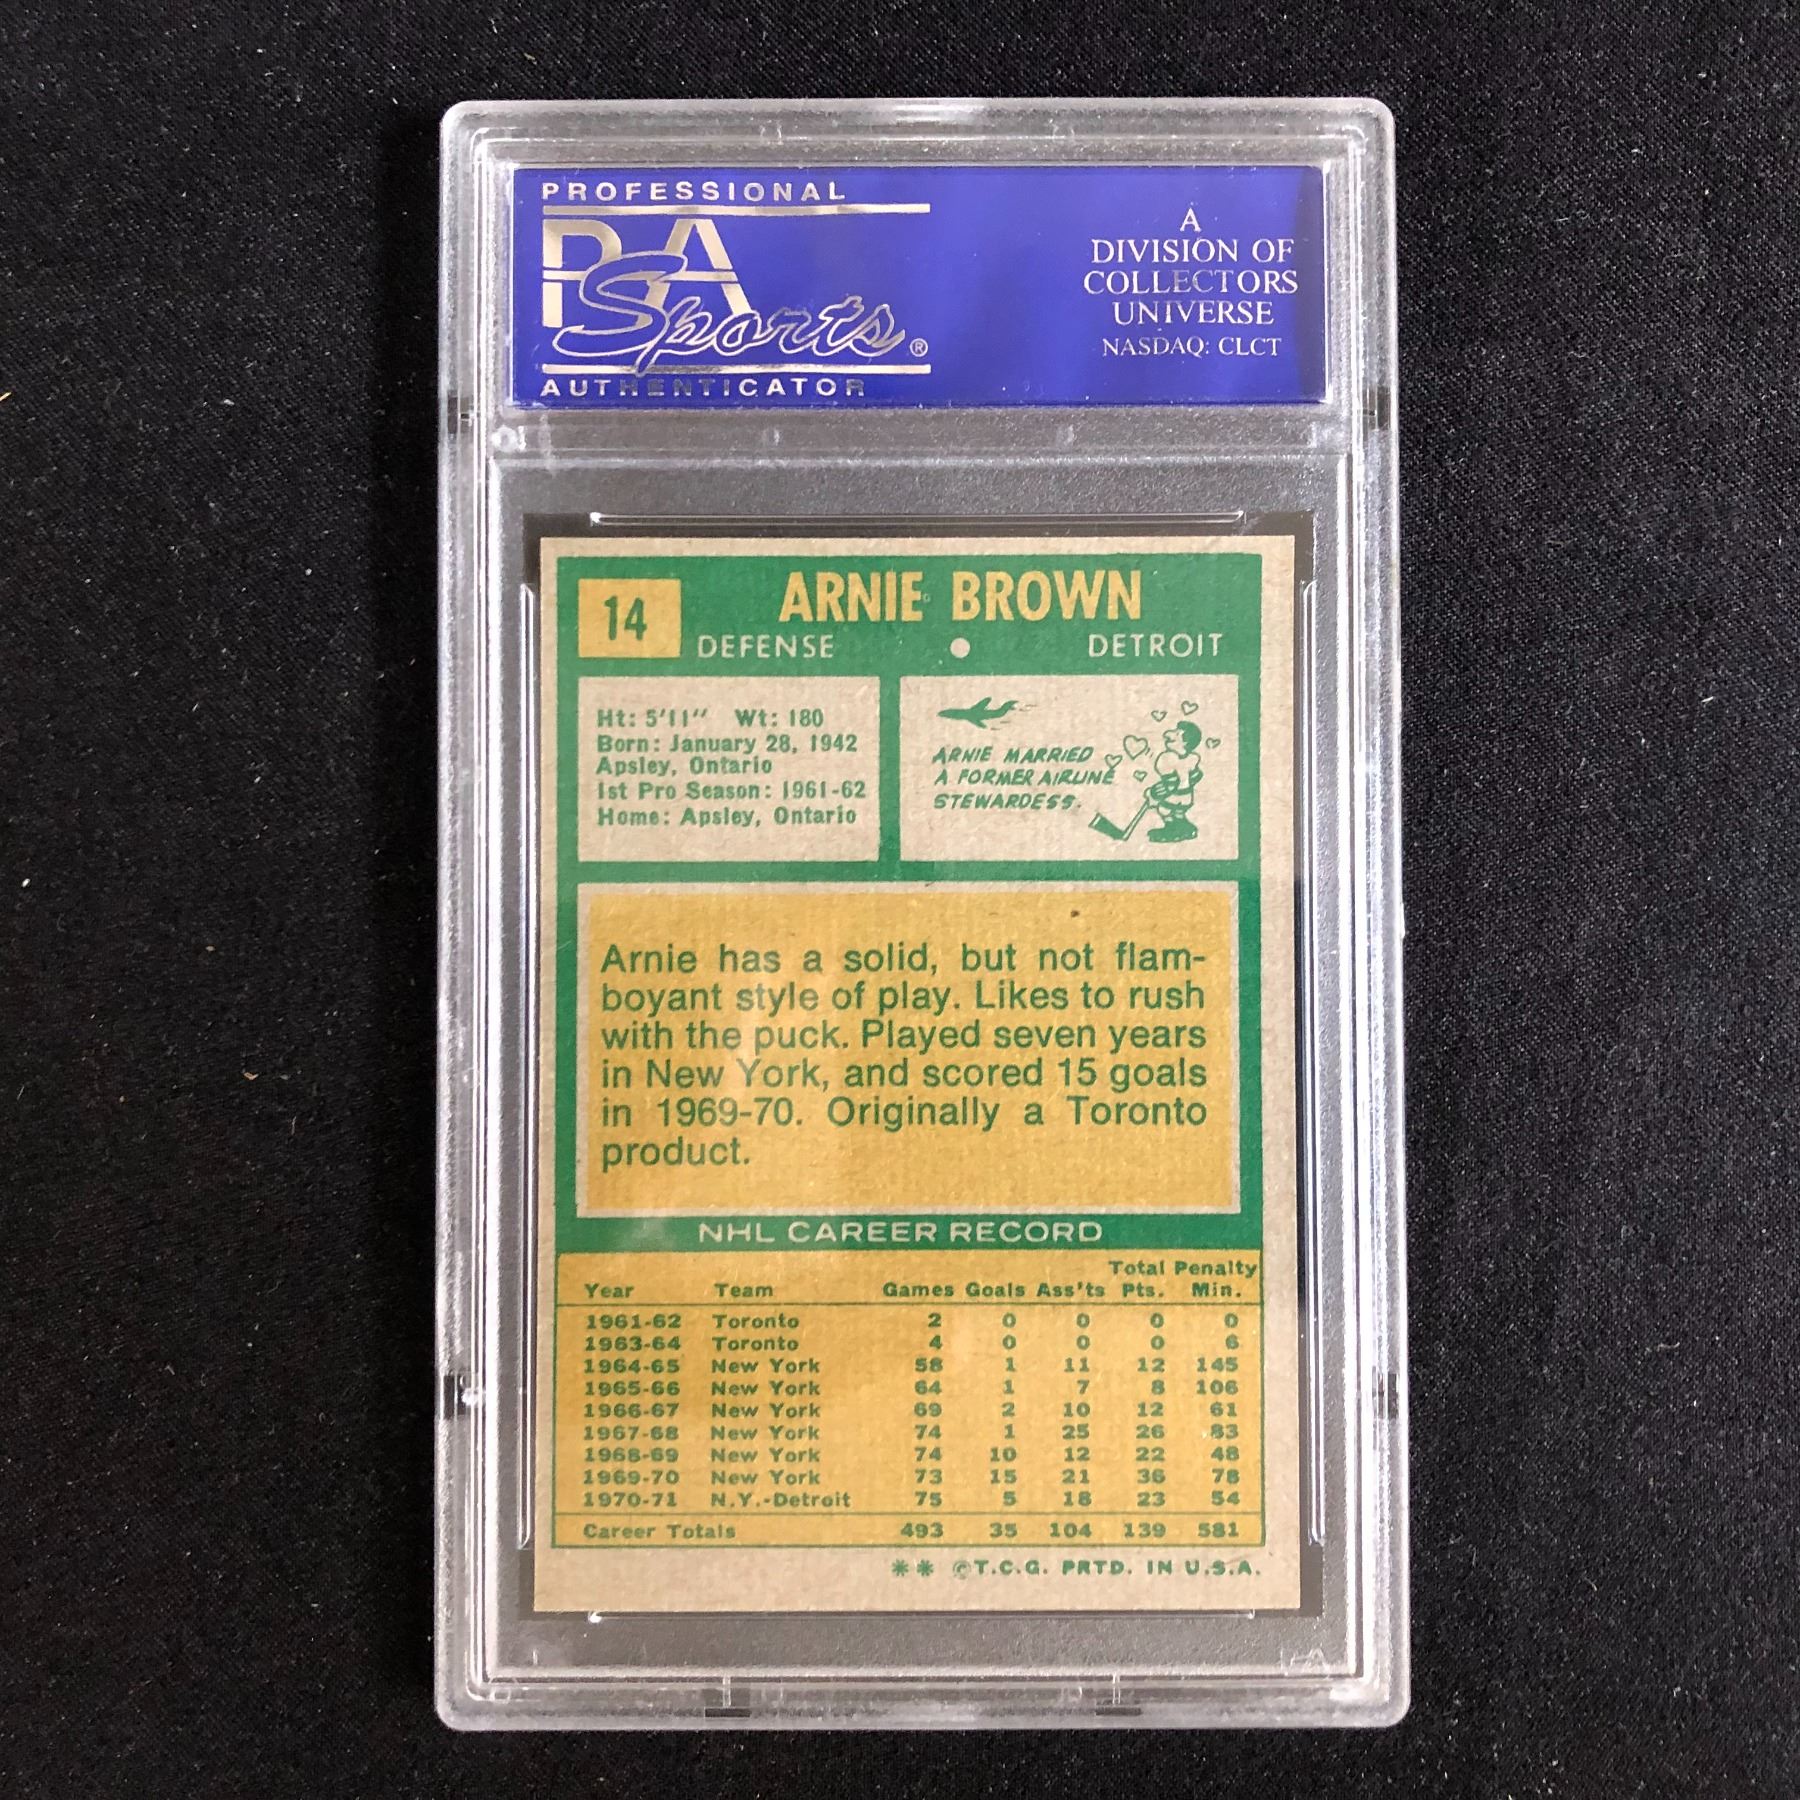 PROFESSIONAL
PSA
Sports®
AUTHENTICATOR
A
DIVISION OF
COLLECTORS
UNIVERSE
NASDAQ: CLCT
14
ARNIE BROWN
DEFENSE • DETROIT
Ht: 5'11" Wt: 180
Born: January 28, 1942
Apsley, Ontario
1st Pro Season: 1961-62
Home: Apsley, Ontario
ARNIE MARRIED
A FORMER AIRLINE
STEWARDESS.
Arnie has a solid, but not flam-
boyant style of play. Likes to rush
with the puck. Played seven years
in New York, and scored 15 goals
in 1969-70. Originally a Toronto
product.
NHL CAREER RECORD
Total Penalty
Year Team Games Goals Ass'ts Pts. Min.
1961-62 Toronto 2 0 0 0 0
1963-64 Toronto 4 0 0 0 6
1964-65 New York 58 1 11 12 145
1965-66 New York 64 1 7 8 106
1966-67 New York 69 2 10 12 61
1967-68 New York 74 1 25 26 83
1968-69 New York 74 10 12 22 48
1969-70 New York 73 15 21 36 78
1970-71 N.Y.-Detroit 75 5 18 23 54
Career Totals 493 35 104 139 581
** ©T.C.G. PRTD. IN U.S.A.